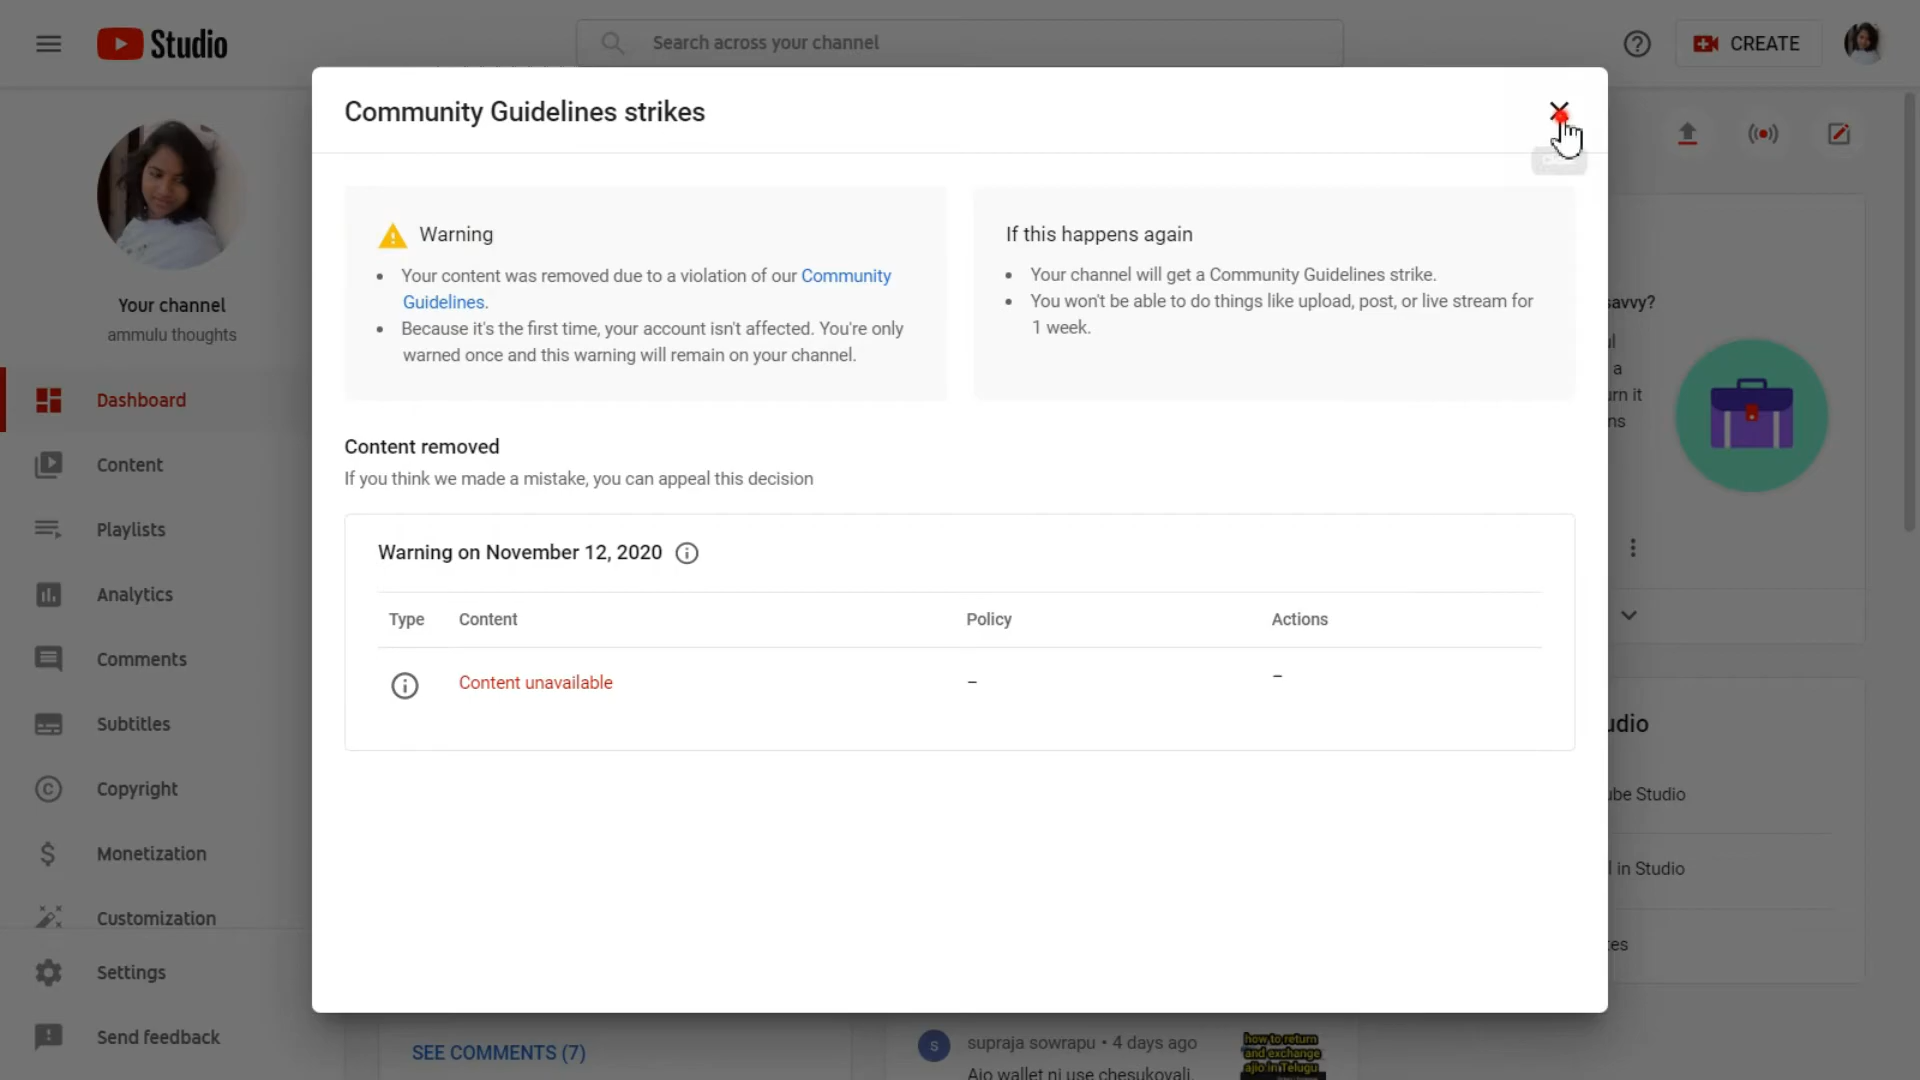 Studio
Search across your channel
CREATE
Community Guidelines strikes
Warning
Your content was removed due to a violation of our Community
Guidelines.
Because it's the first time, your account isn't affected. You're only
warned once and this warning will remain on your channel.
If this happens again
Your channel will get a Community Guidelines strike.
You won't be able to do things like upload, post, or live stream for
1 week.
Content removed
If you think we made a mistake, you can appeal this decision
Warning on November 12, 2020
Type Content Policy Actions
Content unavailable – –
Your channel
ammulu thoughts
Dashboard
Content
Playlists
Analytics
Comments
Subtitles
Copyright
Monetization
Customization
Settings
Send feedback
savvy?
a
urn it
ns
udio
ube Studio
l in Studio
tes
SEE COMMENTS (7)
S
supraja sowrapu • 4 days ago
Ajo wallet ni use chesukovali.
how to return
and exchange
ajio in Telugu